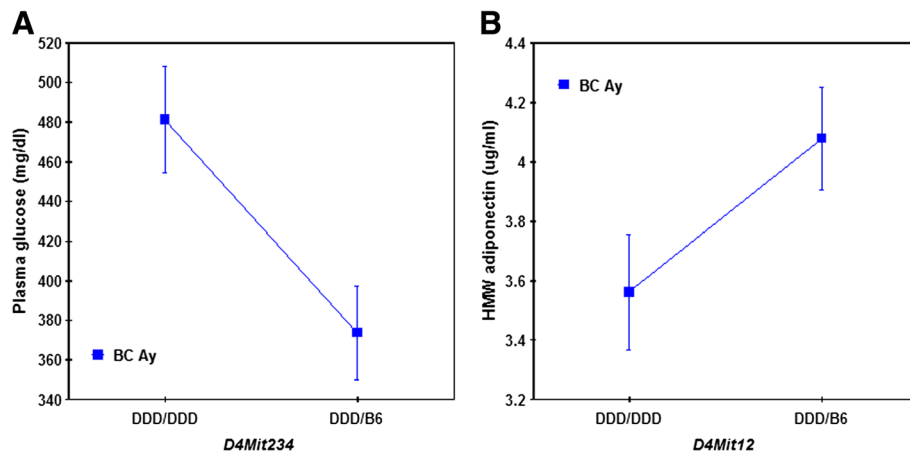 A
520
500
480
460
440
420
400
380
360
340
Plasma glucose (mg/dl)
BC Ay
DDD/DDD DDD/B6
D4Mit234
B
4.4
4.2
4
3.8
3.6
3.4
3.2
HMW adiponectin (ug/ml)
BC Ay
DDD/DDD DDD/B6
D4Mit12